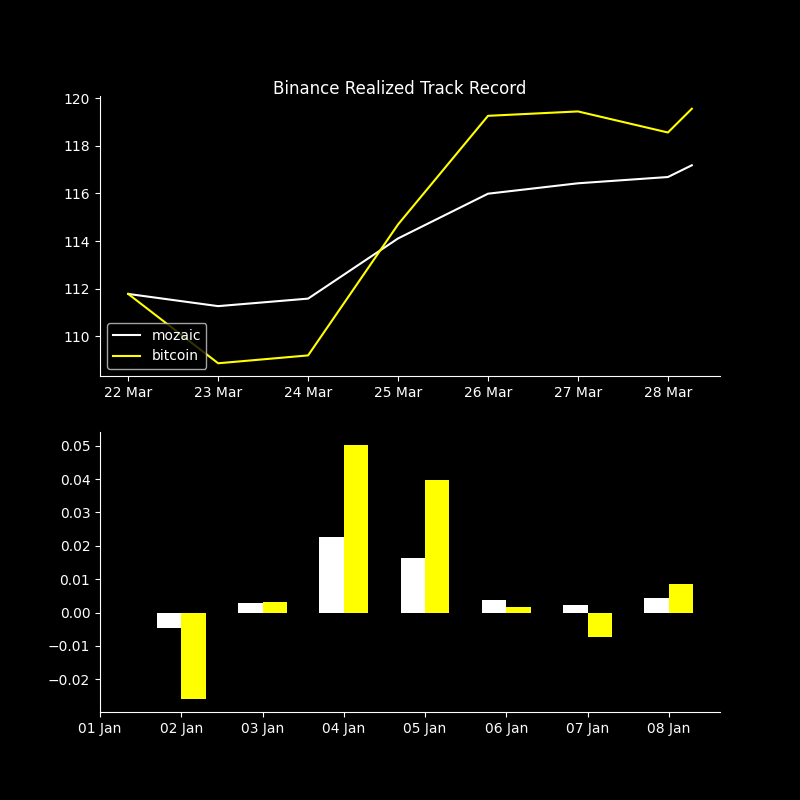 Binance Realized Track Record
120
118
116
114
112
110
mozaic
bitcoin
22 Mar 23 Mar 24 Mar 25 Mar 26 Mar 27 Mar 28 Mar
0.05
0.04
0.03
0.02
0.01
0.00
−0.01
−0.02
01 Jan 02 Jan 03 Jan 04 Jan 05 Jan 06 Jan 07 Jan 08 Jan